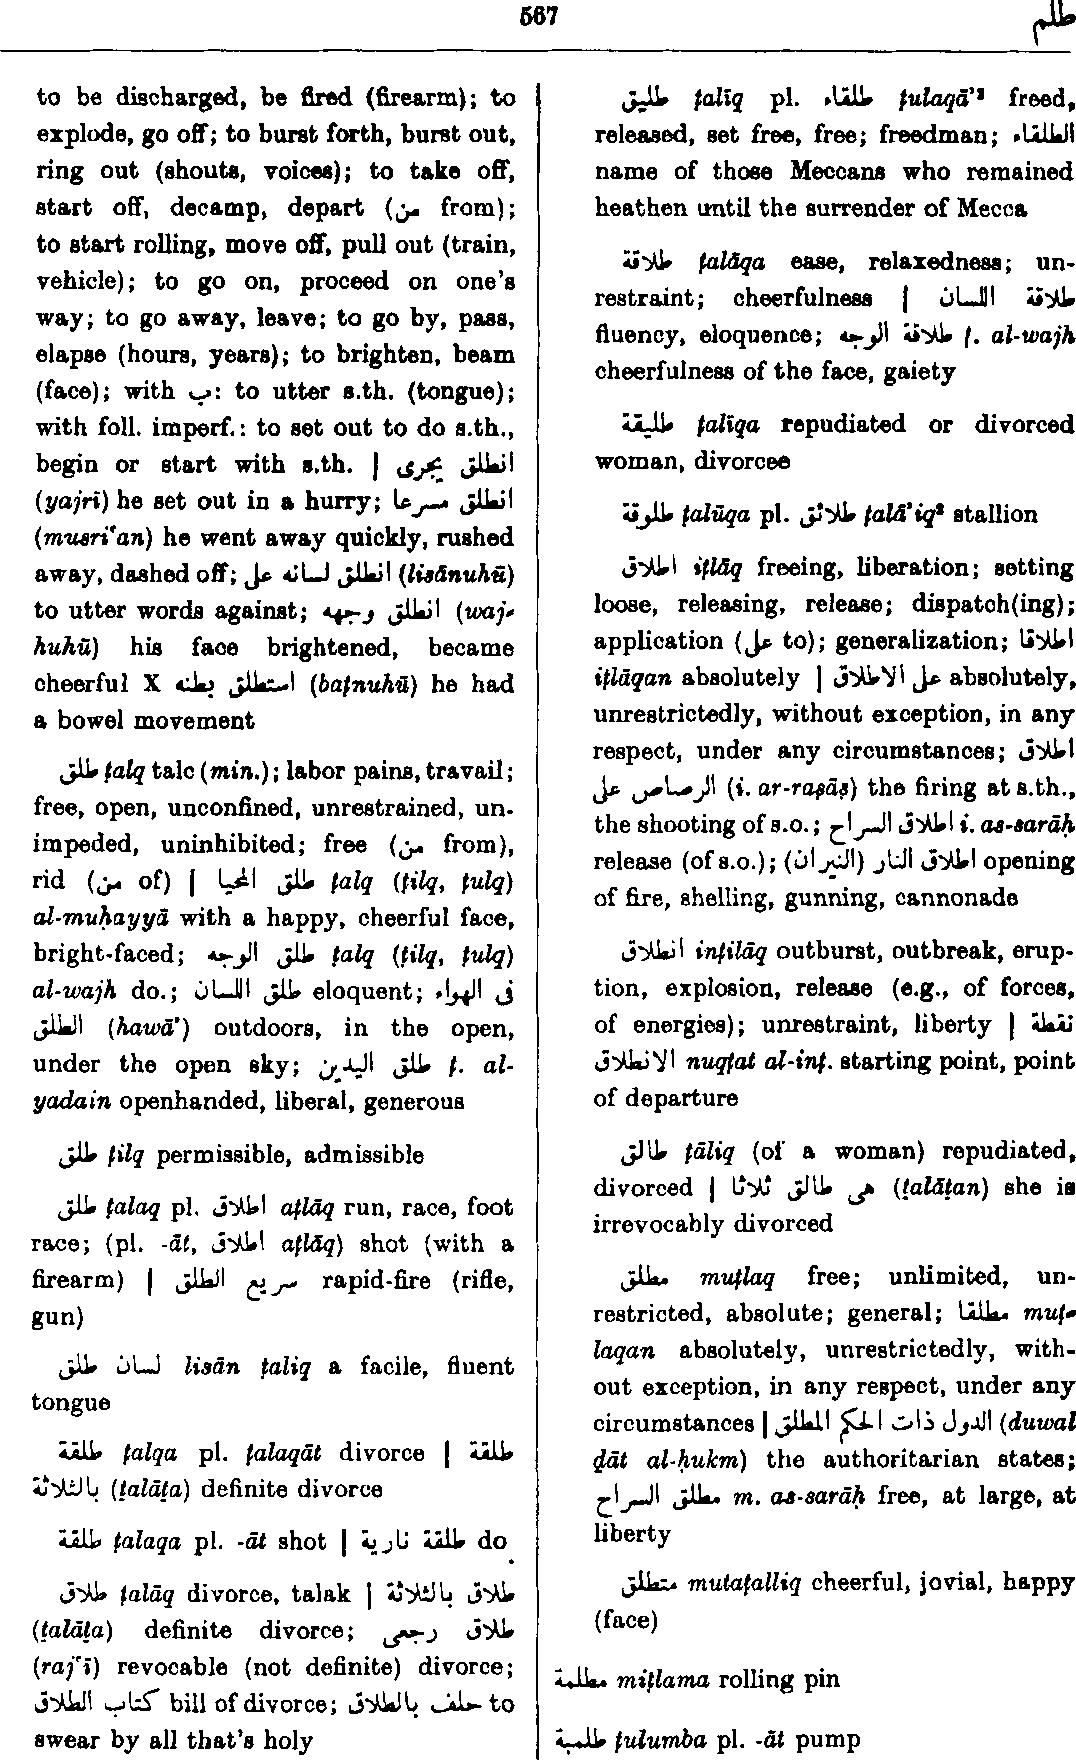 567
طلم
to be discharged, be fired (firearm); to
explode, go off; to burst forth, burst out,
ring out (shouts, voices); to take off,
start off, decamp, depart (من from);
to start rolling, move off, pull out (train,
vehicle); to go on, proceed on one's
way; to go away, leave; to go by, pass,
elapse (hours, years); to brighten, beam
(face); with ب: to utter s.th. (tongue);
with foll. imperf.: to set out to do s.th.,
begin or start with s.th. | انطلق يجرى
(yajrī) he set out in a hurry; انطلق مسرعا
(musri‘an) he went away quickly, rushed
away, dashed off; انطلق لسانه على (lisānuhū)
to utter words against; انطلق وجهه (waj-
huhū) his face brightened, became
cheerful X استطلق بطنه (baṭnuhū) he had
a bowel movement
طلق ṭalq talc (min.); labor pains, travail;
free, open, unconfined, unrestrained, un-
impeded, uninhibited; free (من from),
rid (من of) | طلق المحيا ṭalq (ṭilq, ṭulq)
al-muḥayyā with a happy, cheerful face,
bright-faced; طلق الوجه ṭalq (ṭilq, ṭulq)
al-wajh do.; طلق اللسان eloquent; فى الهواء
الطلق (hawā’) outdoors, in the open,
under the open sky; طلق اليدين ṭ. al-
yadain openhanded, liberal, generous
طلق ṭilq permissible, admissible
طلق ṭalaq pl. اطلاق aṭlāq run, race, foot
race; (pl. -āt, اطلاق aṭlāq) shot (with a
firearm) | سريع الطلق rapid-fire (rifle,
gun)
لسان طلق lisān ṭaliq a facile, fluent
tongue
طلقة ṭalqa pl. ṭalaqāt divorce | طلقة
بالثلاثة (ṯalāṯa) definite divorce
طلقة ṭalaqa pl. -āt shot | طلقة نارية do.
طلاق ṭalāq divorce, talak | طلاق بالثلاثة
(ṯalāṯa) definite divorce; طلاق رجعى
(raj‘ī) revocable (not definite) divorce;
كتاب الطلاق bill of divorce; حلف بالطلاق to
swear by all that's holy
طليق ṭalīq pl. طلقاء ṭulaqā’² freed,
released, set free, free; freedman; الطلقاء
name of those Meccans who remained
heathen until the surrender of Mecca
طلاقة ṭalāqa ease, relaxedness; un-
restraint; cheerfulness | طلاقة اللسان
fluency, eloquence; طلاقة الوجه ṭ. al-wajh
cheerfulness of the face, gaiety
طليقة ṭalīqa repudiated or divorced
woman, divorcee
طلوقة ṭalūqa pl. طلائق ṭalā’iq² stallion
اطلاق iṭlāq freeing, liberation; setting
loose, releasing, release; dispatch(ing);
application (على to); generalization; اطلاقا
iṭlāqan absolutely | على الاطلاق absolutely,
unrestrictedly, without exception, in any
respect, under any circumstances; اطلاق
الرصاص على (i. ar-raṣāṣ) the firing at s.th.,
the shooting of s.o.; اطلاق السراح i. as-sarāḥ
release (of s.o.); اطلاق النار (النيران) opening
of fire, shelling, gunning, cannonade
انطلاق inṭilāq outburst, outbreak, erup-
tion, explosion, release (e.g., of forces,
of energies); unrestraint, liberty | نقطة
الانطلاق nuqṭat al-inṭ. starting point, point
of departure
طالق ṭāliq (of a woman) repudiated,
divorced | هى طالق ثلاثا (ṯalāṯan) she is
irrevocably divorced
مطلق muṭlaq free; unlimited, un-
restricted, absolute; general; مطلقا muṭ-
laqan absolutely, unrestrictedly, with-
out exception, in any respect, under any
circumstances | الدول ذات الحكم المطلق (duwal
ḏāt al-ḥukm) the authoritarian states;
مطلق السراح m. as-sarāḥ free, at large, at
liberty
متطلق mutaṭalliq cheerful, jovial, happy
(face)
مطلمة miṭlama rolling pin
طلمبة ṭulumba pl. -āt pump